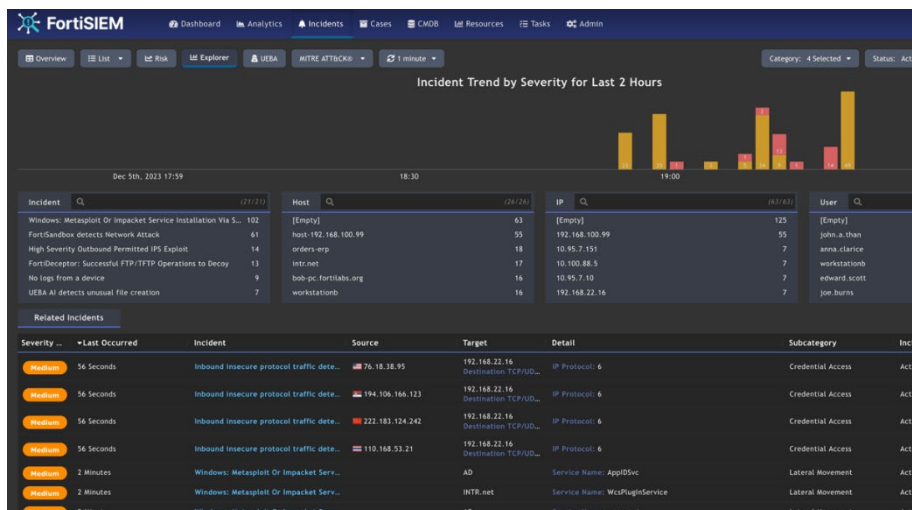 FortiSIEM Dashboard Analytics Incidents Cases CMDB Resources Tasks Admin
Overview List Risk Explorer UEBA MITRE ATT&CK® 1 minute Category: 4 Selected Status: Act
Incident Trend by Severity for Last 2 Hours
Dec 5th, 2023 17:59 18:30 19:00
Incident (21/21) Host (26/26) IP (63/63) User
Windows: Metasploit Or Impacket Service Installation Via S... 102 [Empty] 63 [Empty] 125 [Empty]
FortiSandbox detects Network Attack 61 host-192.168.100.99 55 192.168.100.99 55 john.a.than
High Severity Outbound Permitted IPS Exploit 14 orders-erp 18 10.95.7.151 7 anna.clarice
FortiDeceptor: Successful FTP/TFTP Operations to Decoy 13 intr.net 17 10.100.88.5 7 workstationb
No logs from a device 9 bob-pc.fortilabs.org 16 10.95.7.10 7 edward.scott
UEBA AI detects unusual file creation 7 workstationb 16 192.168.22.16 7 joe.burns
Related Incidents
Severity ... Last Occurred Incident Source Target Detail Subcategory Inc
Medium 56 Seconds Inbound insecure protocol traffic dete... 76.18.38.95 192.168.22.16 IP Protocol: 6 Credential Access Act
Destination TCP/UD...
Medium 56 Seconds Inbound insecure protocol traffic dete... 194.106.166.123 192.168.22.16 IP Protocol: 6 Credential Access Act
Destination TCP/UD...
Medium 56 Seconds Inbound insecure protocol traffic dete... 222.183.124.242 192.168.22.16 IP Protocol: 6 Credential Access Act
Destination TCP/UD...
Medium 56 Seconds Inbound insecure protocol traffic dete... 110.168.53.21 192.168.22.16 IP Protocol: 6 Credential Access Act
Destination TCP/UD...
Medium 2 Minutes Windows: Metasploit Or Impacket Serv... AD Service Name: AppIDSvc Lateral Movement Act
Medium 2 Minutes Windows: Metasploit Or Impacket Serv... INTR.net Service Name: WcsPlugInService Lateral Movement Act